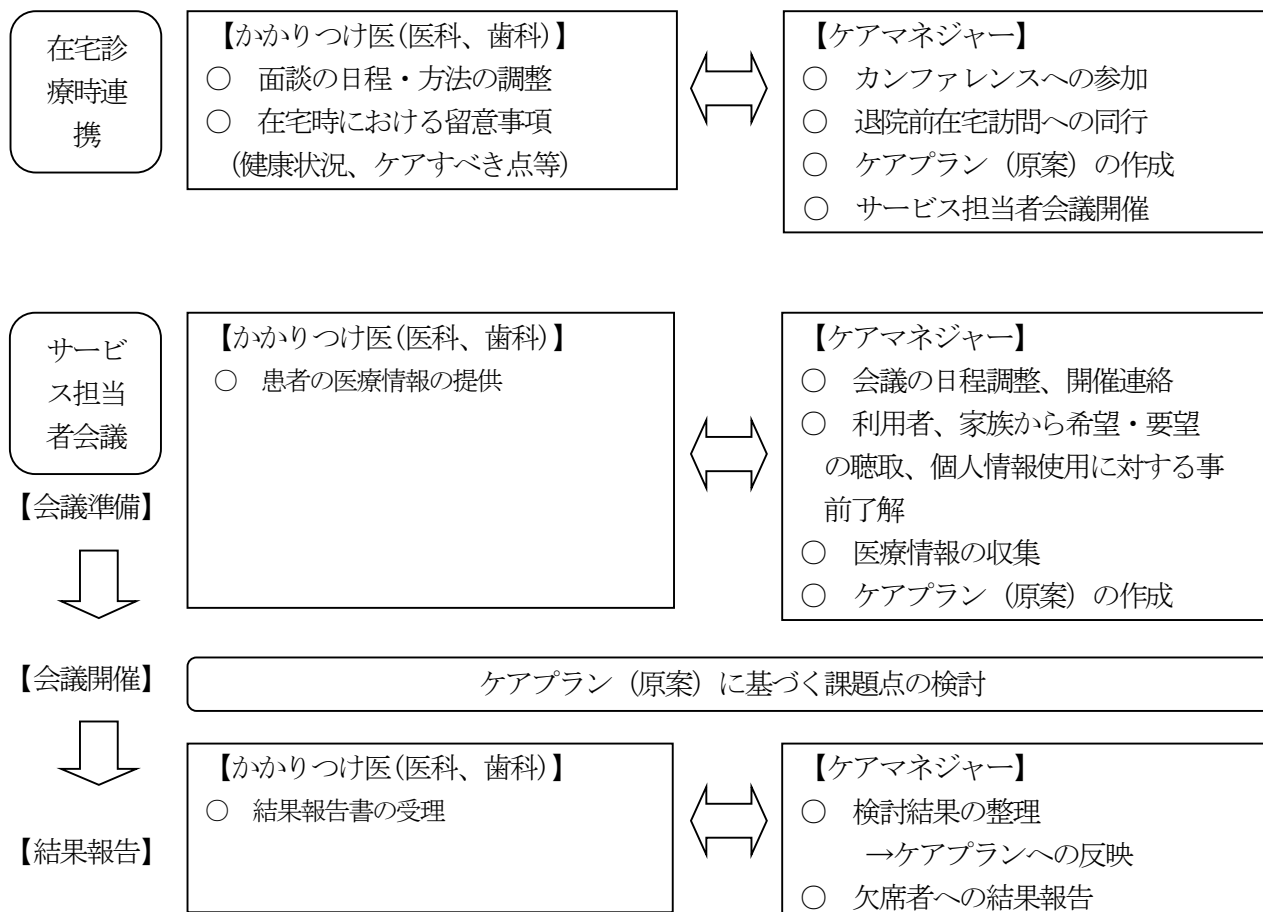 在宅診
療時連
携
【かかりつけ医(医科、歯科)】
○ 面談の日程・方法の調整
○ 在宅時における留意事項
(健康状況、ケアすべき点等)
【ケアマネジャー】
○ カンファレンスへの参加
○ 退院前在宅訪問への同行
○ ケアプラン(原案)の作成
○ サービス担当者会議開催
サービ
ス担当
者会議
【会議準備】
【かかりつけ医(医科、歯科)】
○ 患者の医療情報の提供
【ケアマネジャー】
○ 会議の日程調整、開催連絡
○ 利用者、家族から希望・要望
の聴取、個人情報使用に対する事
前了解
○ 医療情報の収集
○ ケアプラン(原案)の作成
【会議開催】
ケアプラン(原案)に基づく課題点の検討
【結果報告】
【かかりつけ医(医科、歯科)】
○ 結果報告書の受理
【ケアマネジャー】
○ 検討結果の整理
→ケアプランへの反映
○ 欠席者への結果報告